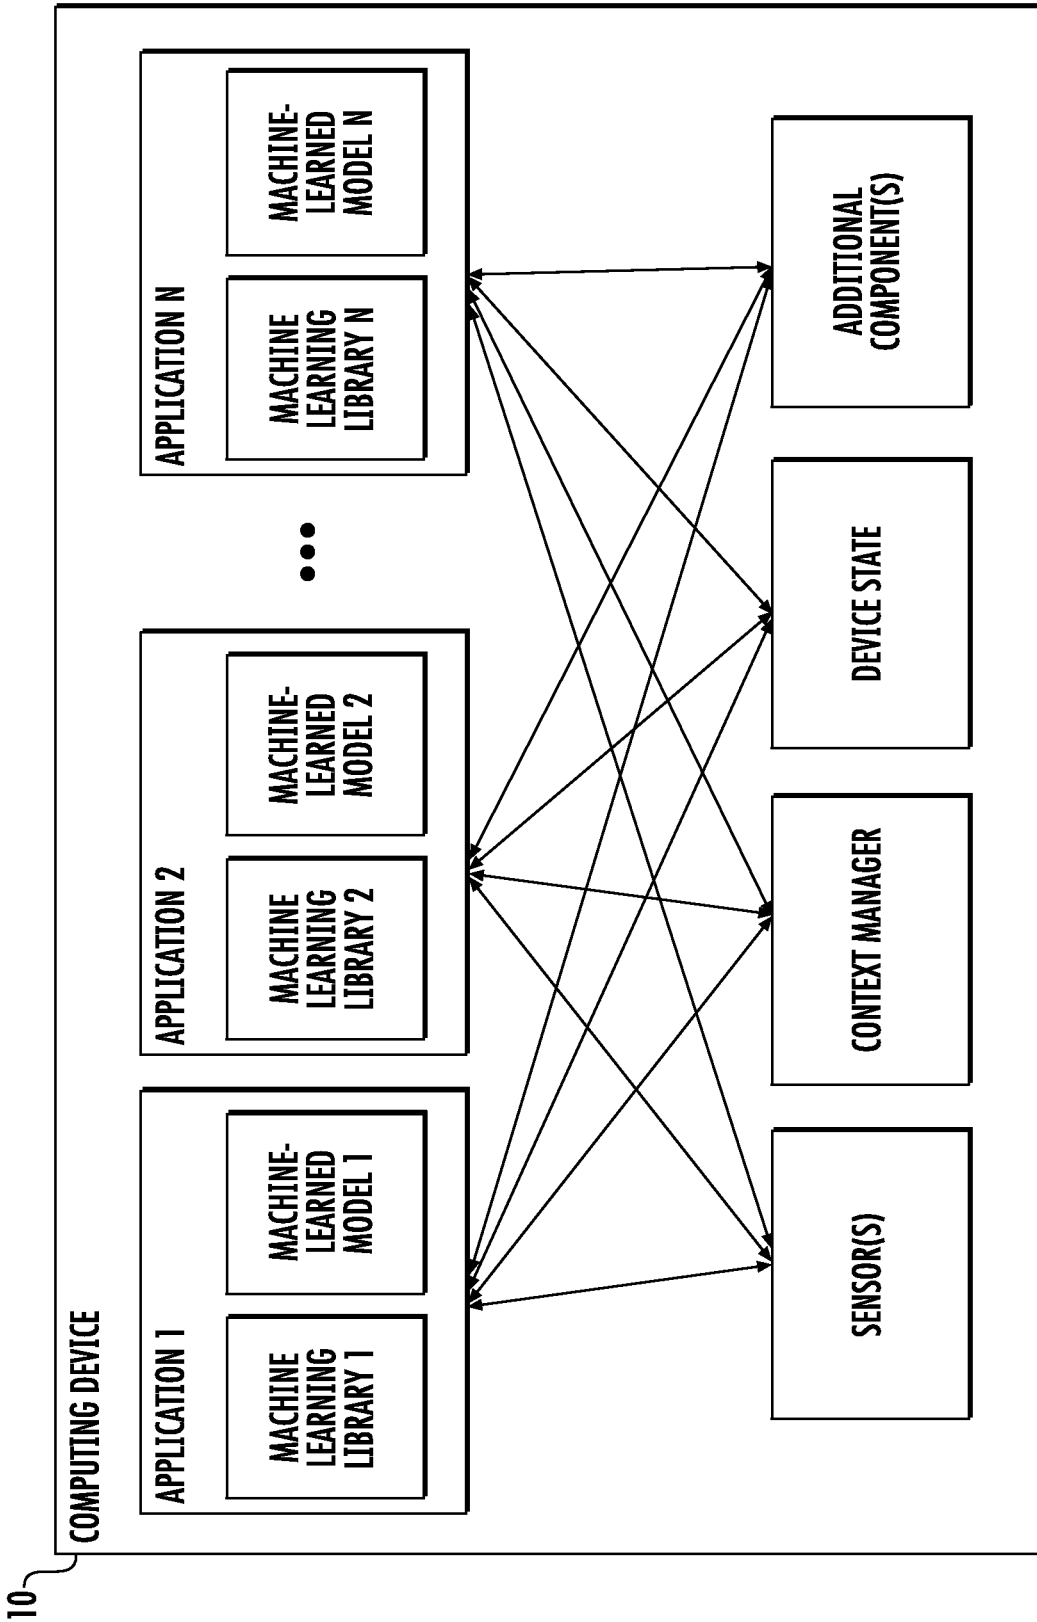 10
COMPUTING DEVICE
APPLICATION 1
MACHINE
LEARNING
LIBRARY 1
MACHINE-
LEARNED
MODEL 1
APPLICATION 2
MACHINE
LEARNING
LIBRARY 2
MACHINE-
LEARNED
MODEL 2
APPLICATION N
MACHINE
LEARNING
LIBRARY N
MACHINE-
LEARNED
MODEL N
SENSOR(S)
CONTEXT MANAGER
DEVICE STATE
ADDITIONAL
COMPONENT(S)